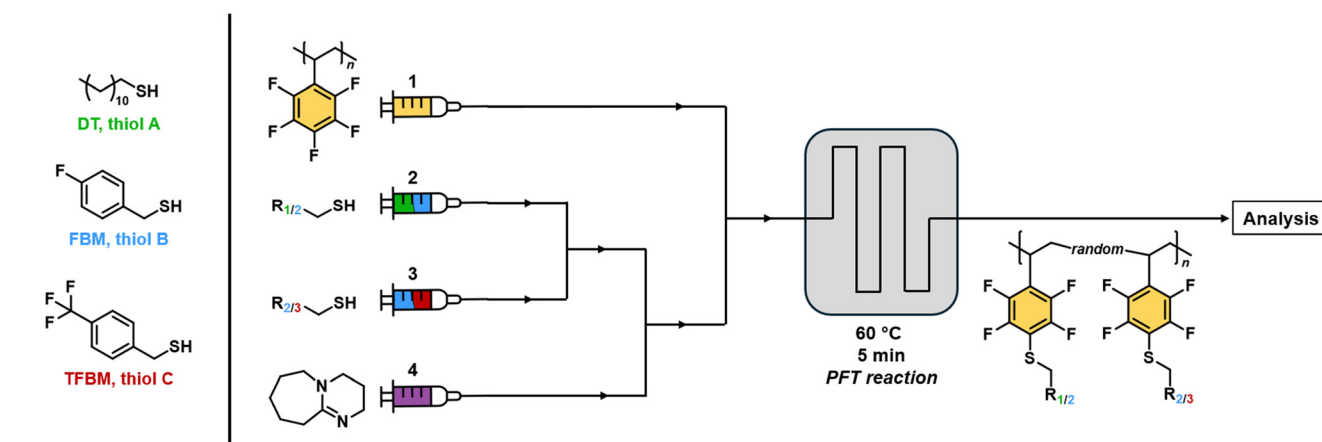 ( )10 SH
DT, thiol A
F
SH
FBM, thiol B
F
F
F
SH
TFBM, thiol C
n
F F
F F
F
1
R1/2 SH
2
R2/3 SH
3
N
N
4
60 °C
5 min
PFT reaction
Analysis
random
n
F F F F
F F F F
S S
R1/2 R2/3